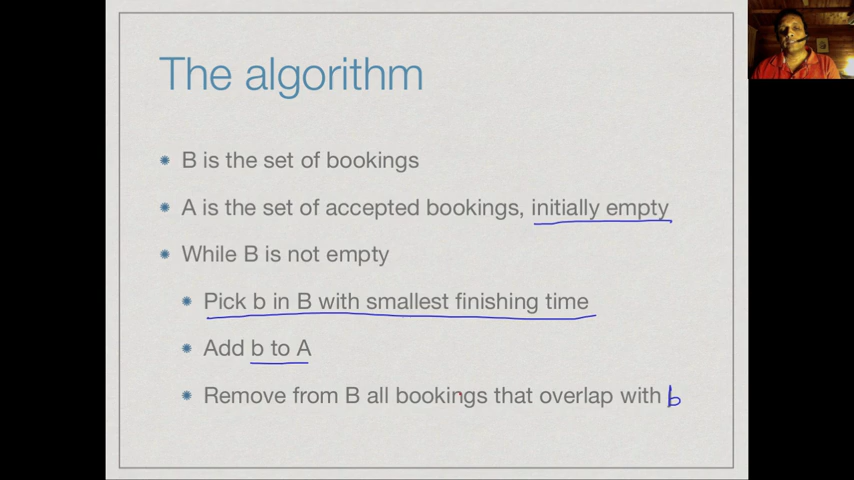 The algorithm
B is the set of bookings
A is the set of accepted bookings, initially empty
While B is not empty
Pick b in B with smallest finishing time
Add b to A
Remove from B all bookings that overlap with b